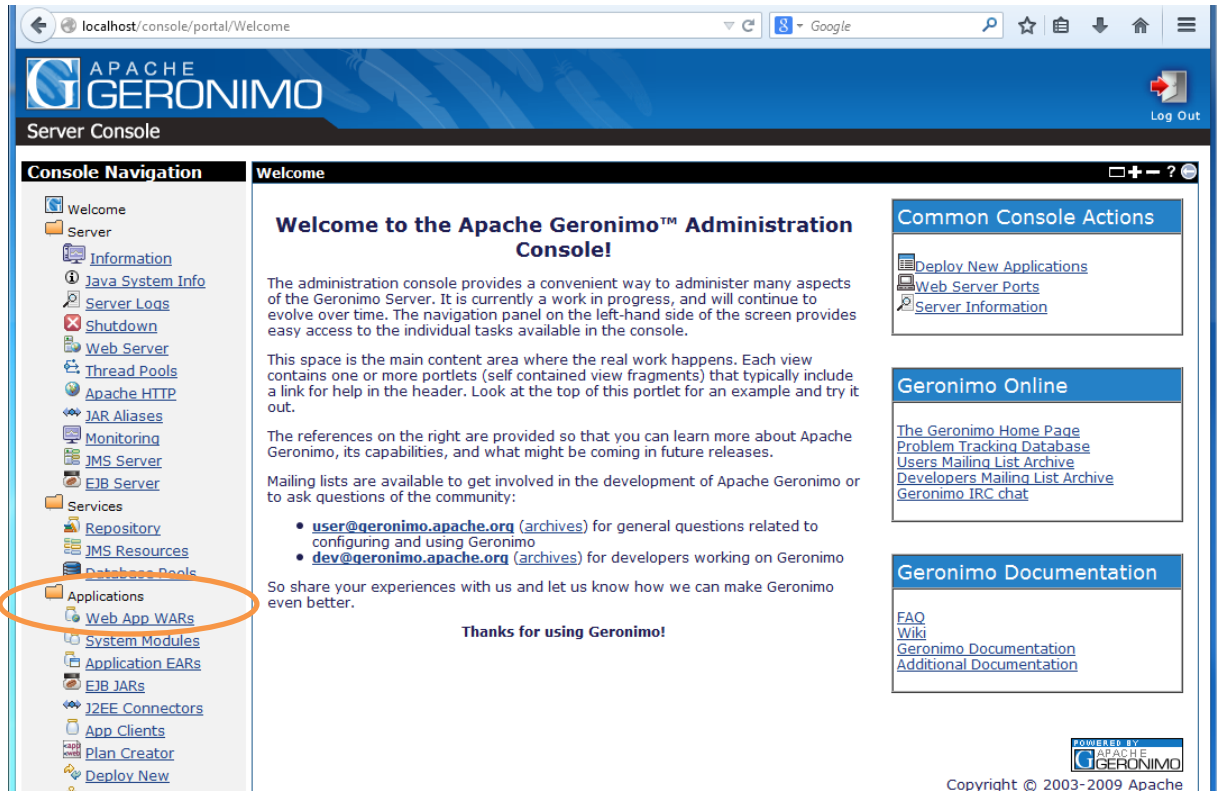 localhost/console/portal/Welcome
Google
APACHE
GERONIMO
Server Console
Log Out
Console Navigation
Welcome
Server
Information
Java System Info
Server Logs
Shutdown
Web Server
Thread Pools
Apache HTTP
JAR Aliases
Monitoring
JMS Server
EJB Server
Services
Repository
JMS Resources
Database Pools
Applications
Web App WARs
System Modules
Application EARs
EJB JARs
J2EE Connectors
App Clients
Plan Creator
Deploy New
Welcome
Welcome to the Apache Geronimo™ Administration
Console!
The administration console provides a convenient way to administer many aspects
of the Geronimo Server. It is currently a work in progress, and will continue to
evolve over time. The navigation panel on the left-hand side of the screen provides
easy access to the individual tasks available in the console.
This space is the main content area where the real work happens. Each view
contains one or more portlets (self contained view fragments) that typically include
a link for help in the header. Look at the top of this portlet for an example and try it
out.
The references on the right are provided so that you can learn more about Apache
Geronimo, its capabilities, and what might be coming in future releases.
Mailing lists are available to get involved in the development of Apache Geronimo or
to ask questions of the community:
• user@geronimo.apache.org (archives) for general questions related to
configuring and using Geronimo
• dev@geronimo.apache.org (archives) for developers working on Geronimo
So share your experiences with us and let us know how we can make Geronimo
even better.
Thanks for using Geronimo!
Common Console Actions
Deploy New Applications
Web Server Ports
Server Information
Geronimo Online
The Geronimo Home Page
Problem Tracking Database
Users Mailing List Archive
Developers Mailing List Archive
Geronimo IRC chat
Geronimo Documentation
FAQ
Wiki
Geronimo Documentation
Additional Documentation
POWERED BY
APACHE
GERONIMO
Copyright © 2003-2009 Apache